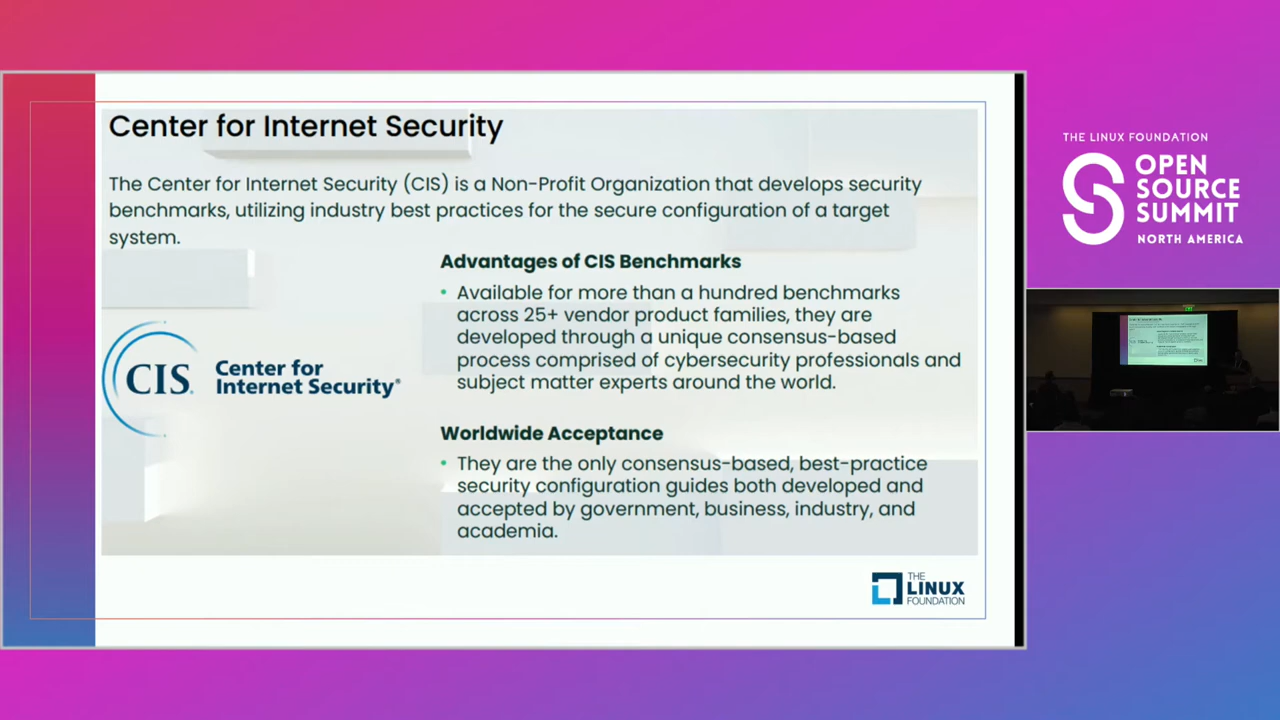 Center for Internet Security
The Center for Internet Security (CIS) is a Non-Profit Organization that develops security
benchmarks, utilizing industry best practices for the secure configuration of a target
system.
CIS.
Center for
Internet Security®
Advantages of CIS Benchmarks
• Available for more than a hundred benchmarks
across 25+ vendor product families, they are
developed through a unique consensus-based
process comprised of cybersecurity professionals and
subject matter experts around the world.
Worldwide Acceptance
• They are the only consensus-based, best-practice
security configuration guides both developed and
accepted by government, business, industry, and
academia.
THE
LINUX
FOUNDATION
THE LINUX FOUNDATION
OPEN
SOURCE
SUMMIT
NORTH AMERICA